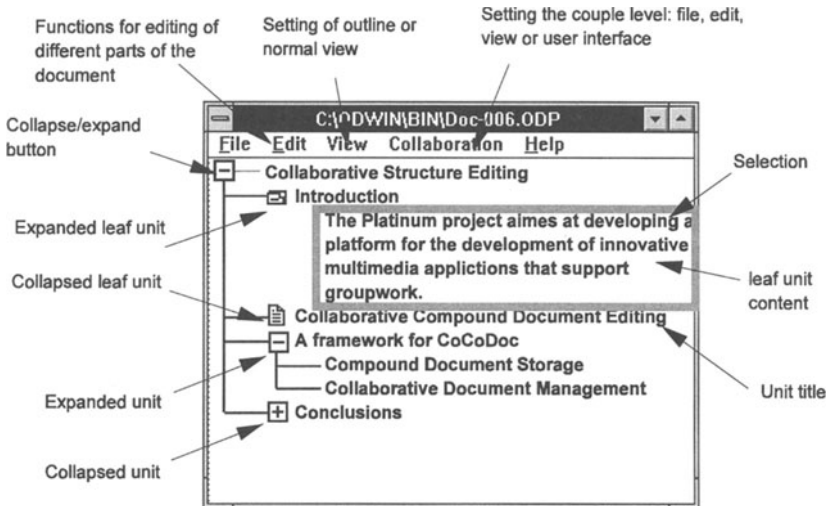 Functions for editing of
different parts of the
document
Setting of outline or
normal view
Setting the couple level: file, edit,
view or user interface
Collapse/expand
button
C:\ODWIN\BIN\Doc-006.ODP
File Edit View Collaboration Help
Collaborative Structure Editing
Selection
Introduction
Expanded leaf unit
The Platinum project aimes at developing a
platform for the development of innovative
multimedia applictions that support
groupwork.
Collapsed leaf unit
leaf unit
content
Collaborative Compound Document Editing
A framework for CoCoDoc
Compound Document Storage
Collaborative Document Management
Expanded unit
Unit title
Conclusions
Collapsed unit